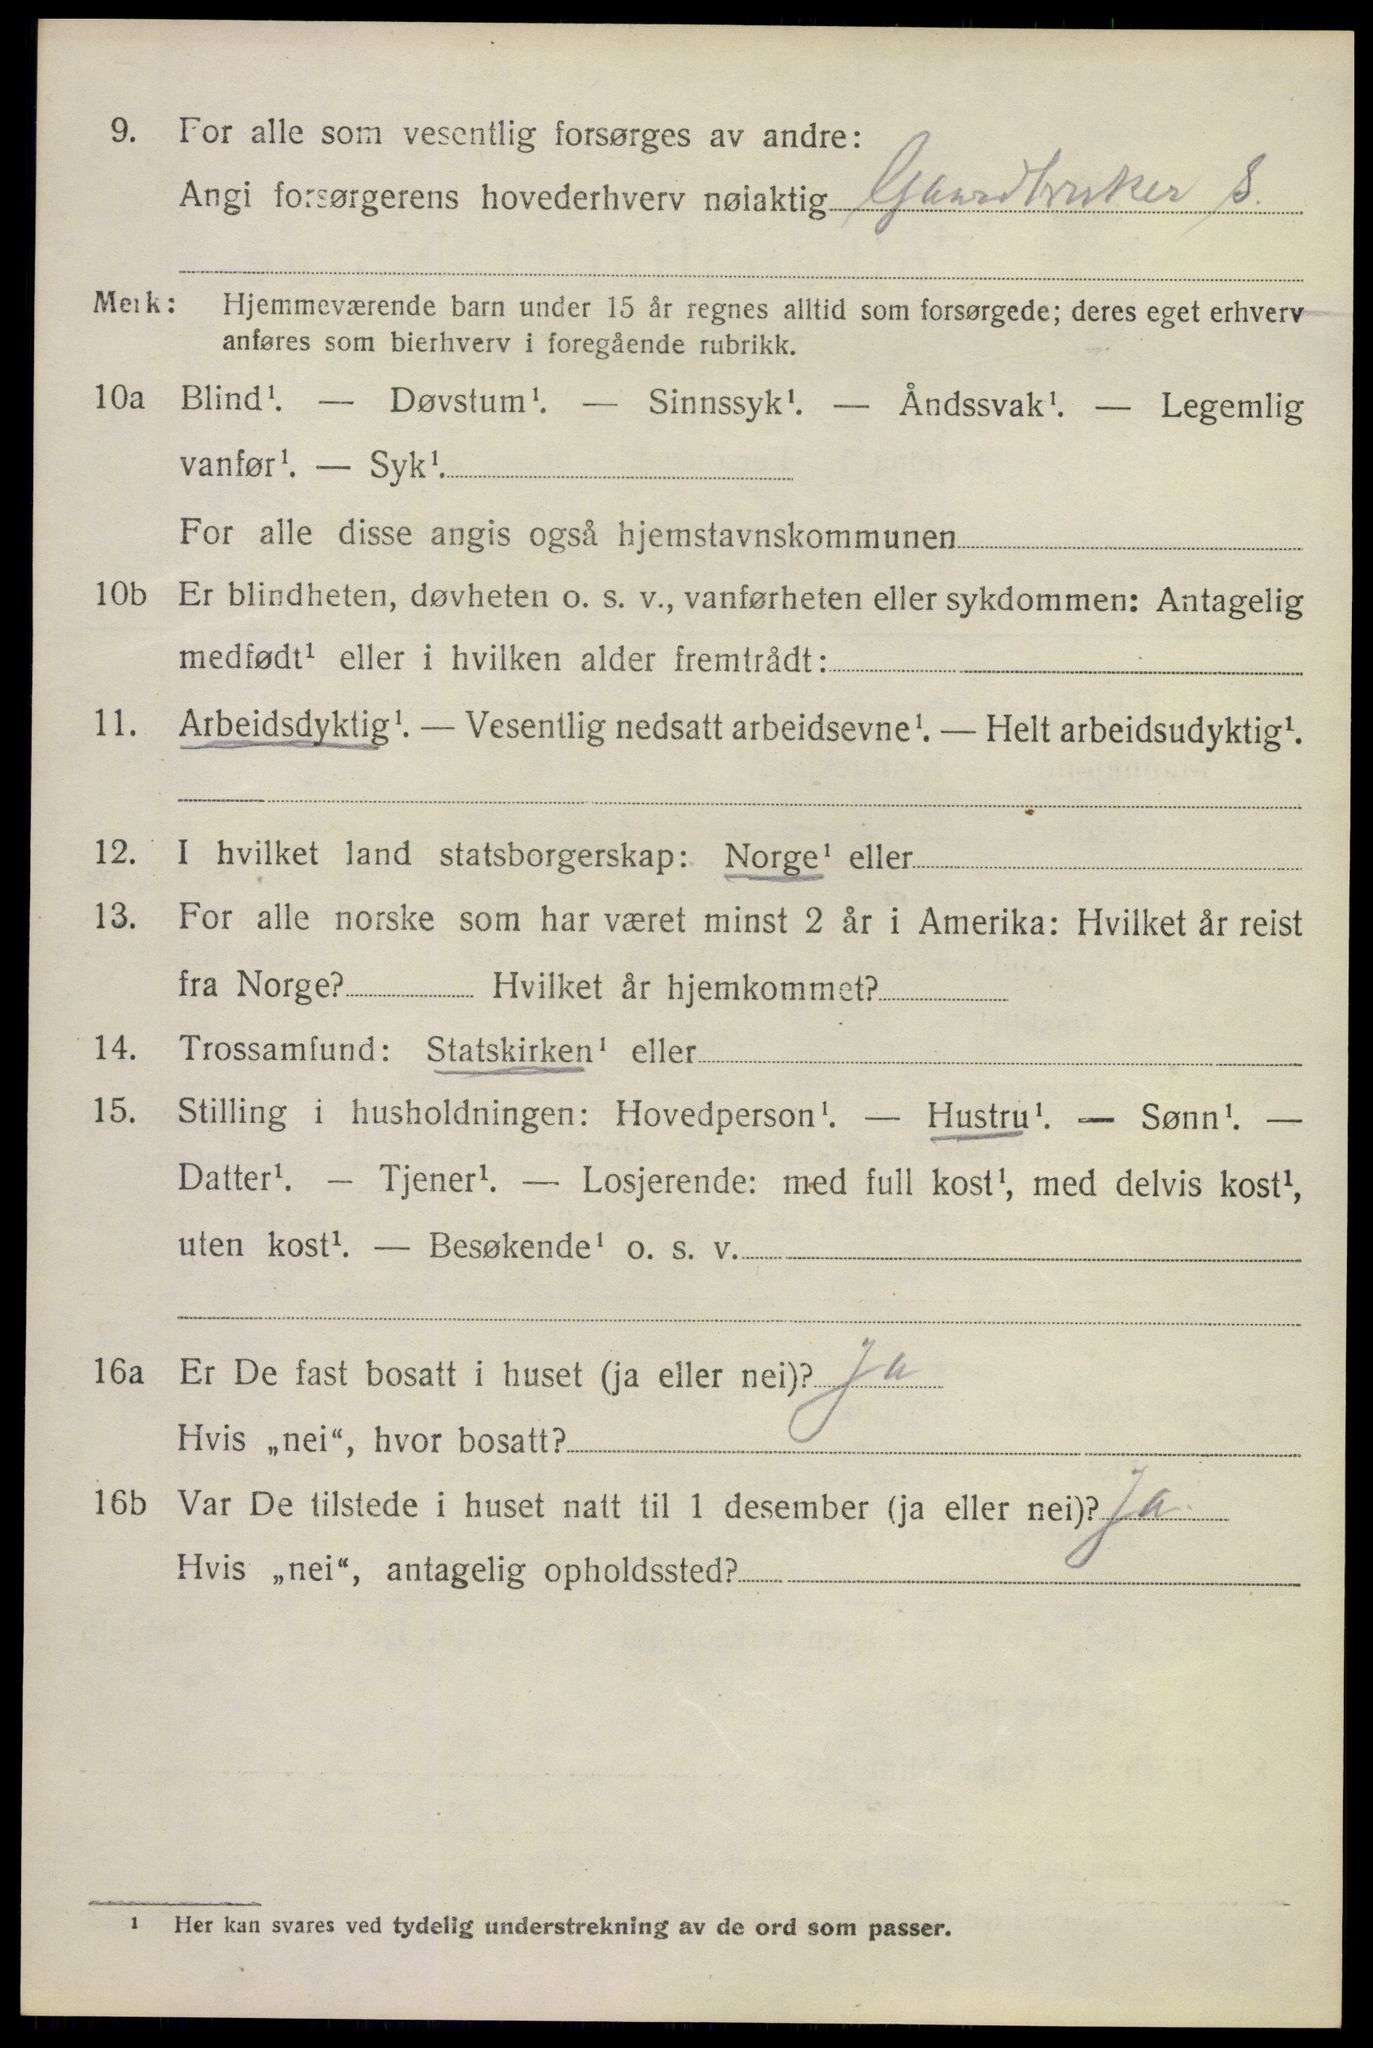 9. For alle som vesentlig forsørges av andre:
Angi forsørgerens hovederhverv nøiaktig Gaardbruker S.
Merk: Hjemmeværende barn under 15 år regnes alltid som forsørgede; deres eget erhverv
anføres som bierhverv i foregående rubrikk.
10a Blind¹. — Døvstum¹. — Sinnssyk¹. — Åndssvak¹. — Legemlig
vanfør¹. — Syk¹.
For alle disse angis også hjemstavnskommunen
10b Er blindheten, døvheten o. s. v., vanførheten eller sykdommen: Antagelig
medfødt¹ eller i hvilken alder fremtrådt:
11. Arbeidsdyktig¹. — Vesentlig nedsatt arbeidsevne¹. — Helt arbeidsudyktig¹.
12. I hvilket land statsborgerskap: Norge¹ eller
13. For alle norske som har været minst 2 år i Amerika: Hvilket år reist
fra Norge? Hvilket år hjemkommet?
14. Trossamfund: Statskirken¹ eller
15. Stilling i husholdningen: Hovedperson¹. — Hustru¹. — Sønn¹. —
Datter¹. — Tjener¹. — Losjerende: med full kost¹, med delvis kost¹,
uten kost¹. — Besøkende¹ o. s. v.
16a Er De fast bosatt i huset (ja eller nei)? Ja
Hvis „nei“, hvor bosatt?
16b Var De tilstede i huset natt til 1 desember (ja eller nei)? Ja
Hvis „nei“, antagelig opholdssted?
¹ Her kan svares ved tydelig understrekning av de ord som passer.